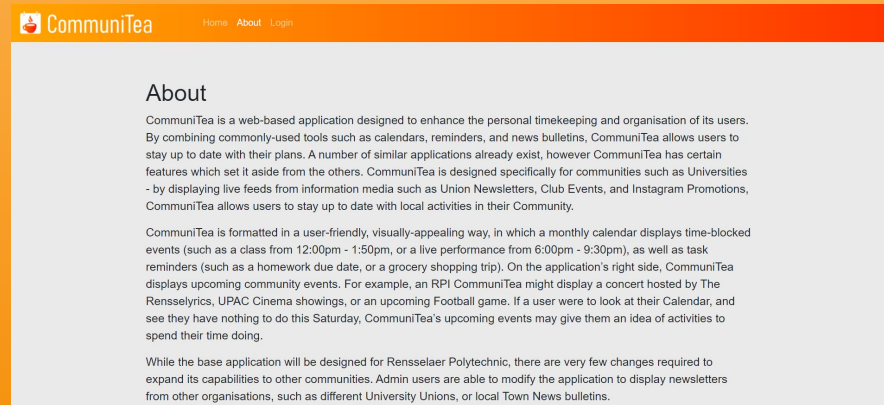 CommuniTea Home About Login
About
CommuniTea is a web-based application designed to enhance the personal timekeeping and organisation of its users.
By combining commonly-used tools such as calendars, reminders, and news bulletins, CommuniTea allows users to
stay up to date with their plans. A number of similar applications already exist, however CommuniTea has certain
features which set it aside from the others. CommuniTea is designed specifically for communities such as Universities
- by displaying live feeds from information media such as Union Newsletters, Club Events, and Instagram Promotions,
CommuniTea allows users to stay up to date with local activities in their Community.
CommuniTea is formatted in a user-friendly, visually-appealing way, in which a monthly calendar displays time-blocked
events (such as a class from 12:00pm - 1:50pm, or a live performance from 6:00pm - 9:30pm), as well as task
reminders (such as a homework due date, or a grocery shopping trip). On the application's right side, CommuniTea
displays upcoming community events. For example, an RPI CommuniTea might display a concert hosted by The
Rensselyrics, UPAC Cinema showings, or an upcoming Football game. If a user were to look at their Calendar, and
see they have nothing to do this Saturday, CommuniTea's upcoming events may give them an idea of activities to
spend their time doing.
While the base application will be designed for Rensselaer Polytechnic, there are very few changes required to
expand its capabilities to other communities. Admin users are able to modify the application to display newsletters
from other organisations, such as different University Unions, or local Town News bulletins.